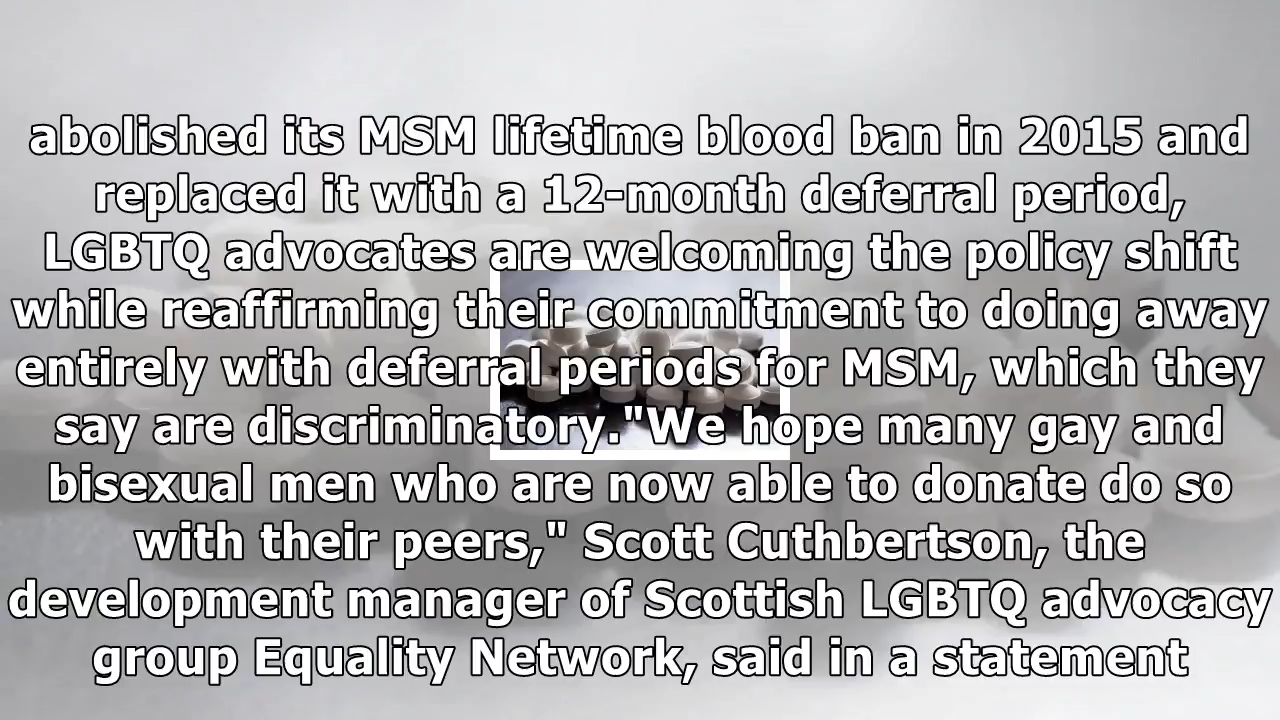 abolished its MSM lifetime blood ban in 2015 and
replaced it with a 12-month deferral period,
LGBTQ advocates are welcoming the policy shift
while reaffirming their commitment to doing away
entirely with deferral periods for MSM, which they
say are discriminatory."We hope many gay and
bisexual men who are now able to donate do so
with their peers," Scott Cuthbertson, the
development manager of Scottish LGBTQ advocacy
group Equality Network, said in a statement